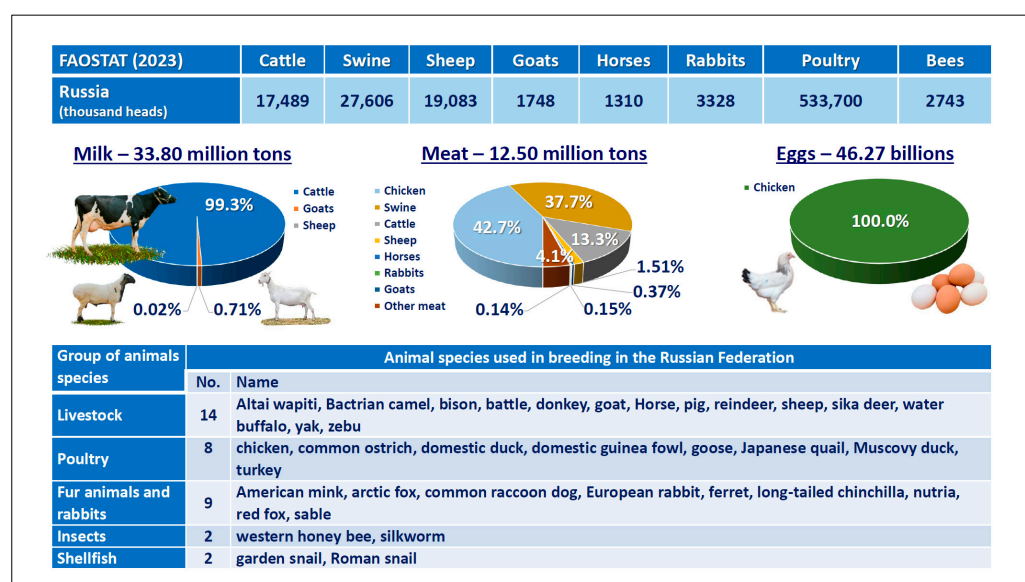 FAOSTAT (2023) Cattle Swine Sheep Goats Horses Rabbits Poultry Bees
Russia
(thousand heads) 17,489 27,606 19,083 1748 1310 3328 533,700 2743
Milk – 33.80 million tons
Cattle
Goats
Sheep
99.3%
0.02% 0.71%
Meat – 12.50 million tons
Chicken
Swine
Cattle
Sheep
Horses
Rabbits
Goats
Other meat
37.7%
42.7%
13.3%
4.1%
1.51%
0.37%
0.14% 0.15%
Eggs – 46.27 billions
Chicken
100.0%
Group of animals
species
Animal species used in breeding in the Russian Federation
No. Name
Livestock 14 Altai wapiti, Bactrian camel, bison, battle, donkey, goat, Horse, pig, reindeer, sheep, sika deer, water
buffalo, yak, zebu
Poultry 8 chicken, common ostrich, domestic duck, domestic guinea fowl, goose, Japanese quail, Muscovy duck,
turkey
Fur animals and
rabbits 9 American mink, arctic fox, common raccoon dog, European rabbit, ferret, long-tailed chinchilla, nutria,
red fox, sable
Insects 2 western honey bee, silkworm
Shellfish 2 garden snail, Roman snail